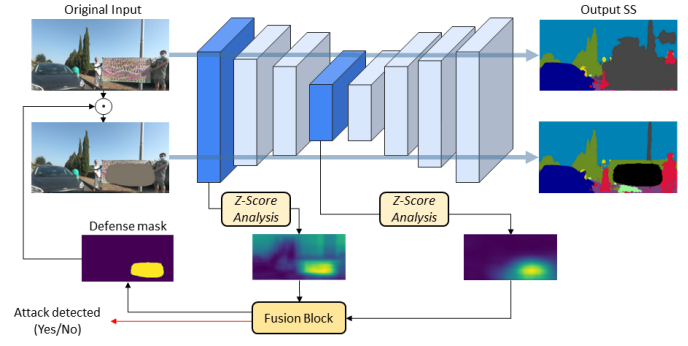 Original Input
Output SS
Z-Score
Analysis
Z-Score
Analysis
Defense mask
Attack detected
(Yes/No)
Fusion Block